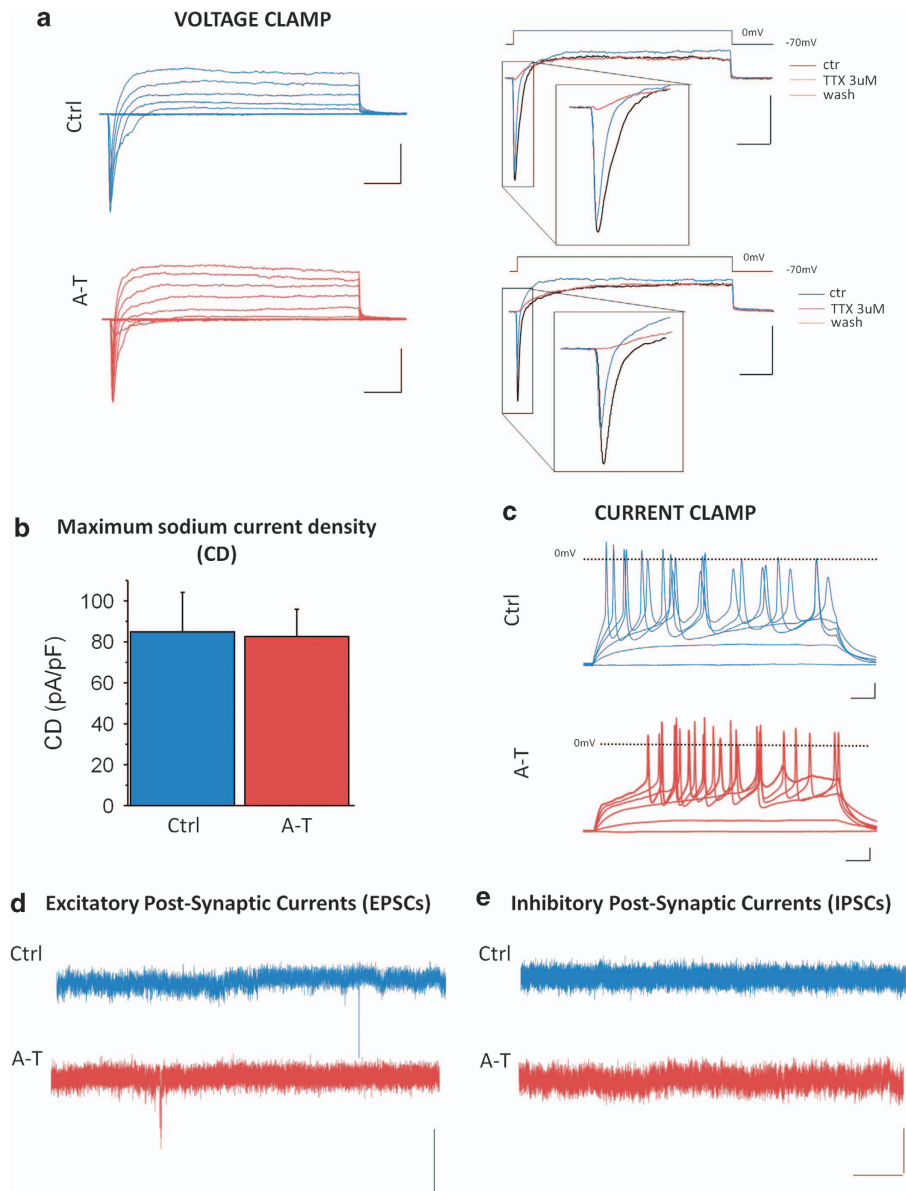 a
VOLTAGE CLAMP
Ctrl
0mV
-70mV
ctr
TTX 3uM
wash
A-T
0mV
-70mV
ctr
TTX 3uM
wash
b
Maximum sodium current density
(CD)
CD (pA/pF)
100
80
60
40
20
0
Ctrl
A-T
c
CURRENT CLAMP
0mV
Ctrl
0mV
A-T
d
Excitatory Post-Synaptic Currents (EPSCs)
Ctrl
A-T
e
Inhibitory Post-Synaptic Currents (IPSCs)
Ctrl
A-T